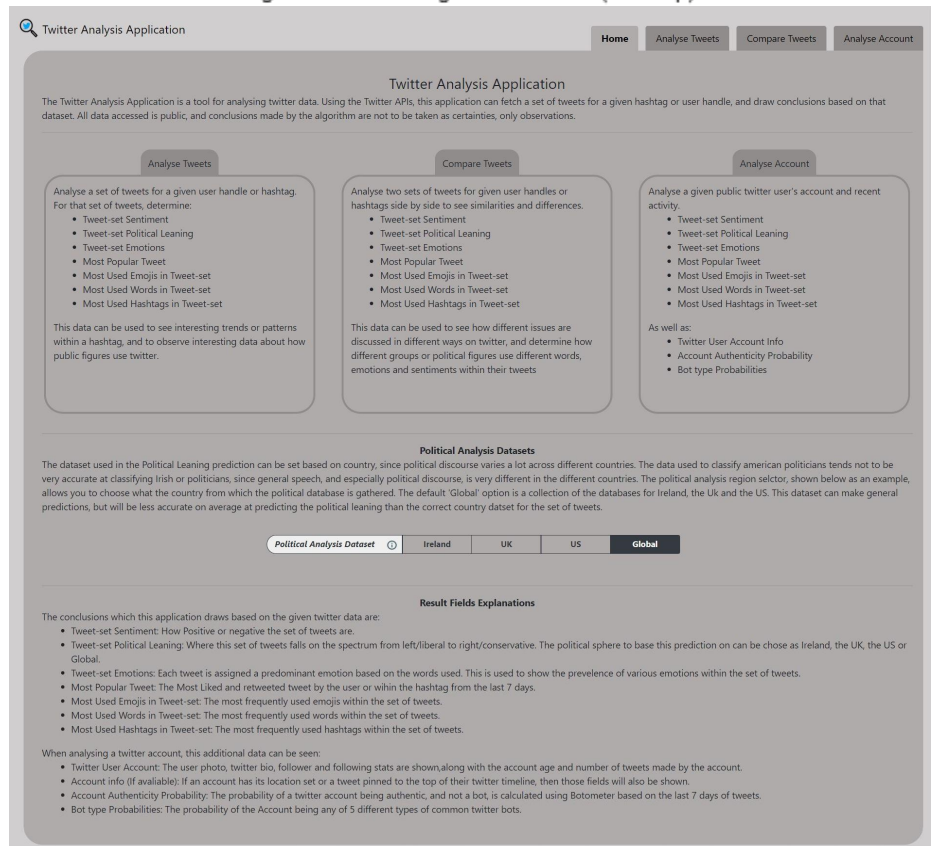 Twitter Analysis Application
Home
Analyse Tweets
Compare Tweets
Analyse Account
Twitter Analysis Application
The Twitter Analysis Application is a tool for analysing twitter data. Using the Twitter APIs, this application can fetch a set of tweets for a given hashtag or user handle, and draw conclusions based on that
dataset. All data accessed is public, and conclusions made by the algorithm are not to be taken as certainties, only observations.
Analyse Tweets
Analyse a set of tweets for a given user handle or hashtag.
For that set of tweets, determine:
• Tweet-set Sentiment
• Tweet-set Political Leaning
• Tweet-set Emotions
• Most Popular Tweet
• Most Used Emojis in Tweet-set
• Most Used Words in Tweet-set
• Most Used Hashtags in Tweet-set
This data can be used to see interesting trends or patterns
within a hashtag, and to observe interesting data about how
public figures use twitter.
Compare Tweets
Analyse two sets of tweets for given user handles or
hashtags side by side to see similarities and differences.
• Tweet-set Sentiment
• Tweet-set Political Leaning
• Tweet-set Emotions
• Most Popular Tweet
• Most Used Emojis in Tweet-set
• Most Used Words in Tweet-set
• Most Used Hashtags in Tweet-set
This data can be used to see how different issues are
discussed in different ways on twitter, and determine how
different groups or political figures use different words,
emotions and sentiments within their tweets
Analyse Account
Analyse a given public twitter user's account and recent
activity.
• Tweet-set Sentiment
• Tweet-set Political Leaning
• Tweet-set Emotions
• Most Popular Tweet
• Most Used Emojis in Tweet-set
• Most Used Words in Tweet-set
• Most Used Hashtags in Tweet-set
As well as:
• Twitter User Account Info
• Account Authenticity Probability
• Bot type Probabilities
Political Analysis Datasets
The dataset used in the Political Leaning prediction can be set based on country, since political discourse varies a lot across different countries. The data used to classify american politicians tends not to be
very accurate at classifying Irish or politicians, since general speech, and especially political discourse, is very different in the different countries. The political analysis region selctor, shown below as an example,
allows you to choose what the country from which the political database is gathered. The default 'Global' option is a collection of the databases for Ireland, the Uk and the US. This dataset can make general
predictions, but will be less accurate on average at predicting the political leaning than the correct country datset for the set of tweets.
Political Analysis Dataset
Ireland
UK
US
Global
Result Fields Explanations
The conclusions which this application draws based on the given twitter data are:
• Tweet-set Sentiment: How Positive or negative the set of tweets are.
• Tweet-set Political Leaning: Where this set of tweets falls on the spectrum from left/liberal to right/conservative. The political sphere to base this prediction on can be chose as Ireland, the UK, the US or
Global.
• Tweet-set Emotions: Each tweet is assigned a predominant emotion based on the words used. This is used to show the prevelence of various emotions within the set of tweets.
• Most Popular Tweet: The Most Liked and retweeted tweet by the user or wihin the hashtag from the last 7 days.
• Most Used Emojis in Tweet-set: The most frequently used emojis within the set of tweets.
• Most Used Words in Tweet-set: The most frequently used words within the set of tweets.
• Most Used Hashtags in Tweet-set: The most frequently used hashtags within the set of tweets.
When analysing a twitter account, this additional data can be seen:
• Twitter User Account: The user photo, twitter bio, follower and following stats are shown,along with the account age and number of tweets made by the account.
• Account info (If avaliable): If an account has its location set or a tweet pinned to the top of their twitter timeline, then those fields will also be shown.
• Account Authenticity Probability: The probability of a twitter account being authentic, and not a bot, is calculated using Botometer based on the last 7 days of tweets.
• Bot type Probabilities: The probability of the Account being any of 5 different types of common twitter bots.